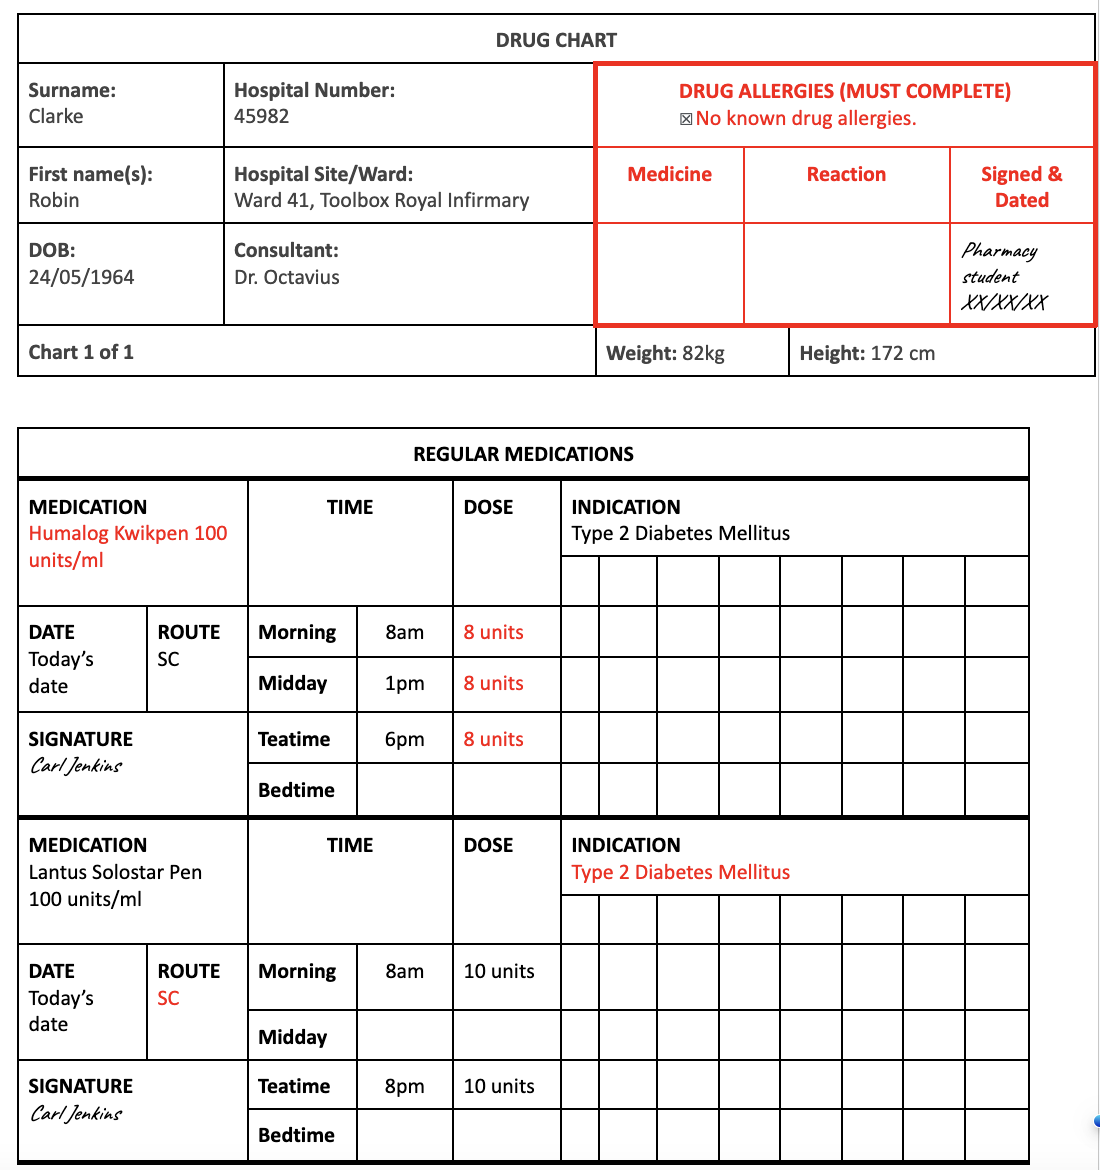 DRUG CHART
Surname:
Clarke
Hospital Number:
45982
DRUG ALLERGIES (MUST COMPLETE)
☒ No known drug allergies.
First name(s):
Robin
Hospital Site/Ward:
Ward 41, Toolbox Royal Infirmary
Medicine
Reaction
Signed &
Dated
DOB:
24/05/1964
Consultant:
Dr. Octavius
Pharmacy
student
XX/XX/XX
Chart 1 of 1
Weight: 82kg
Height: 172 cm
REGULAR MEDICATIONS
MEDICATION
Humalog Kwikpen 100
units/ml
TIME
DOSE
INDICATION
Type 2 Diabetes Mellitus
DATE
Today's
date
ROUTE
SC
Morning
8am
8 units
Midday
1pm
8 units
SIGNATURE
Carl Jenkins
Teatime
6pm
8 units
Bedtime
MEDICATION
Lantus Solostar Pen
100 units/ml
TIME
DOSE
INDICATION
Type 2 Diabetes Mellitus
DATE
Today's
date
ROUTE
SC
Morning
8am
10 units
Midday
SIGNATURE
Carl Jenkins
Teatime
8pm
10 units
Bedtime